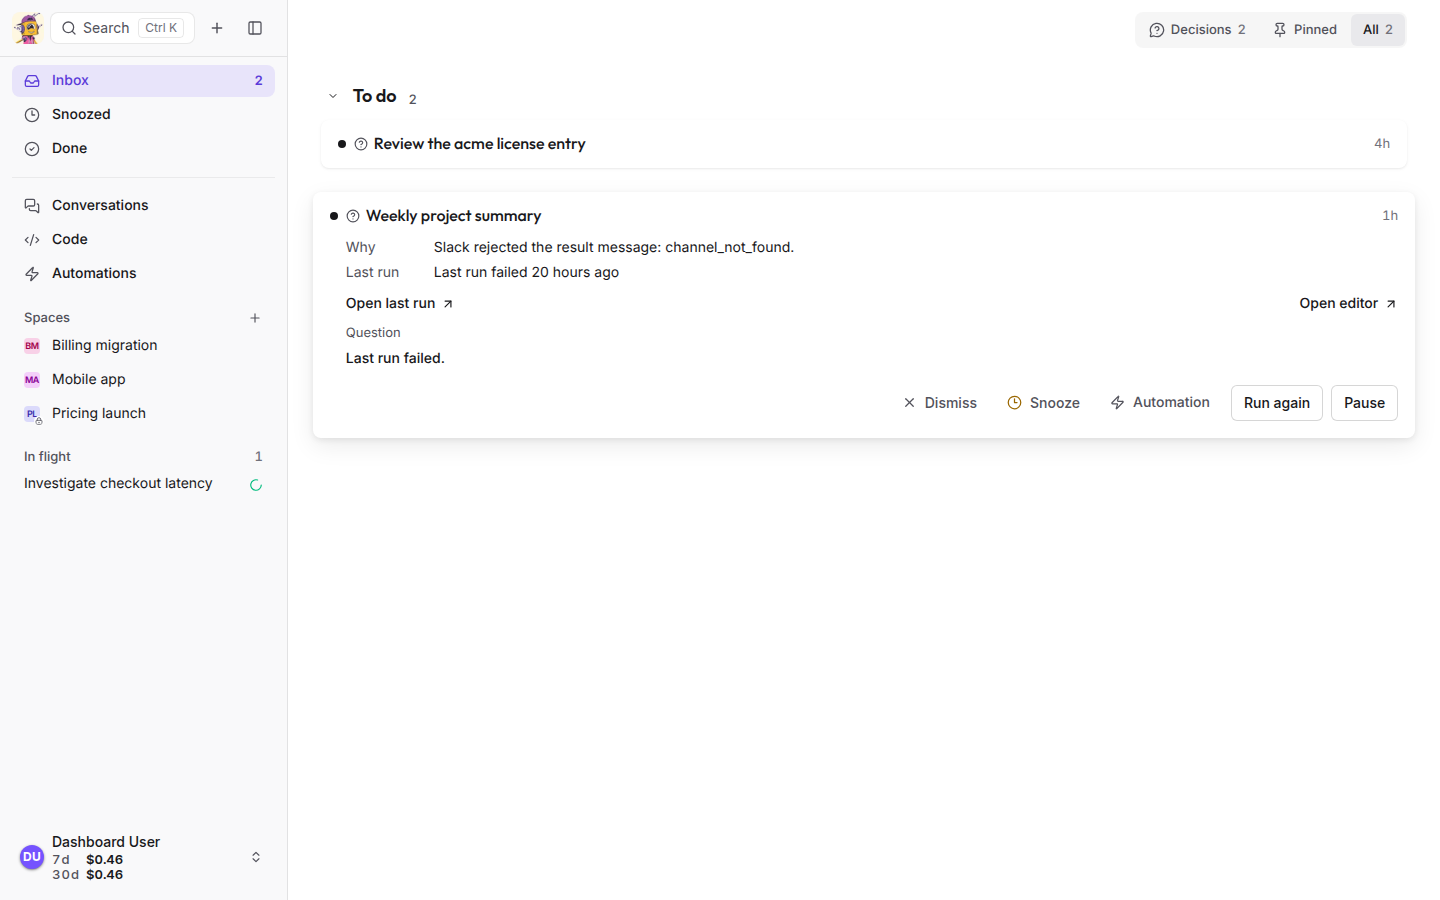 Search Ctrl K
Inbox 2
Snoozed
Done
Conversations
Code
Automations
Spaces
BM Billing migration
MA Mobile app
PL Pricing launch
In flight 1
Investigate checkout latency
DU Dashboard User
7d $0.46
30d $0.46
Decisions 2 Pinned All 2
To do 2
Review the acme license entry 4h
Weekly project summary 1h
Why Slack rejected the result message: channel_not_found.
Last run Last run failed 20 hours ago
Open last run Open editor
Question
Last run failed.
Dismiss Snooze Automation Run again Pause